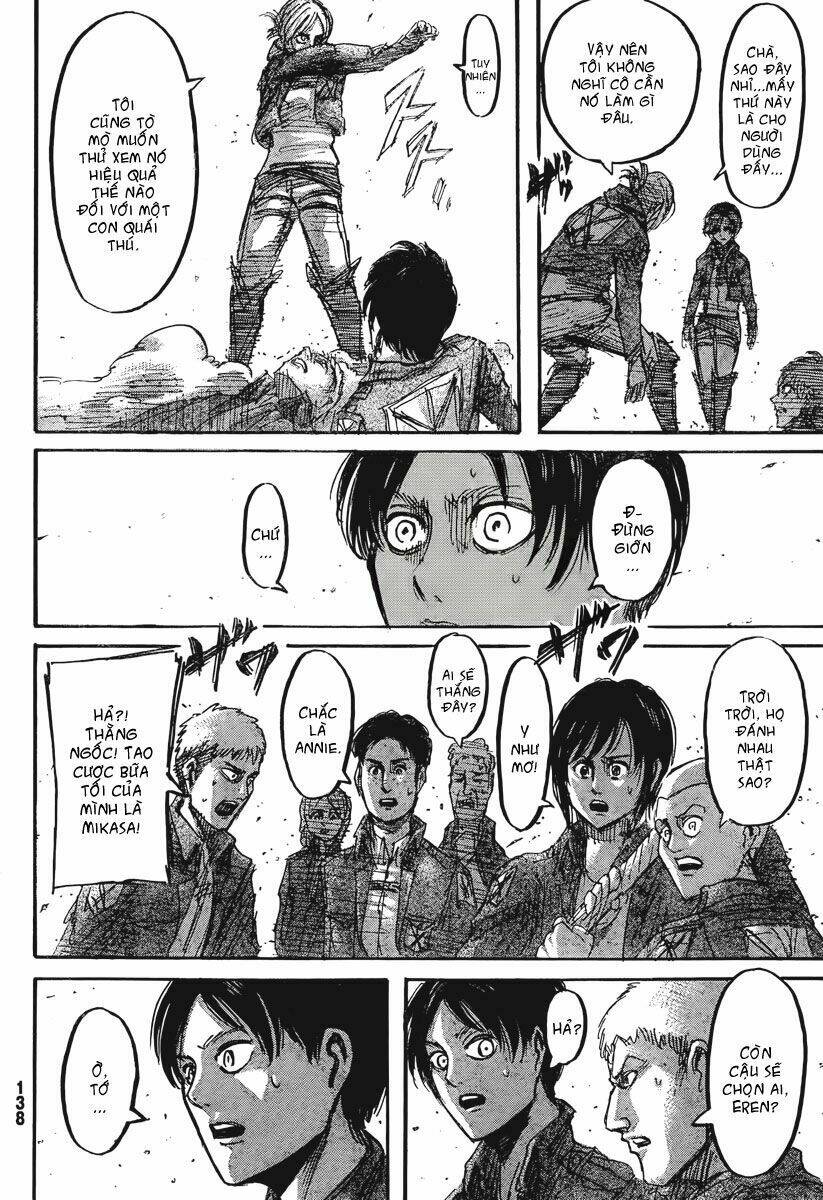 CHÀ,
SAO ĐÂY
NHỈ...MẤY
THỨ NÀY
LÀ CHO
NGƯỜI
DÙNG
ĐẤY...
VẬY NÊN
TÔI KHÔNG
NGHĨ CÔ CẦN
NÓ LÀM GÌ
ĐÂU.
ザッ
TUY
NHIÊN
...
TÔI
CŨNG TÒ
MÒ MUỐN
THỬ XEM NÓ
HIỆU QUẢ
THẾ NÀO
ĐỐI VỚI MỘT
CON QUÁI
THÚ.
Đ-
ĐỪNG
GIỠN
...
CHỨ
...
TRỜI
TRỜI, HỌ
ĐÁNH
NHAU
THẬT
SAO?
Y
NHƯ
MƠ!
AI SẼ
THẮNG
ĐÂY?
CHẮC
LÀ
ANNIE.
HẢ?!
THẰNG
NGỐC! TAO
CƯỢC BỮA
TỐI CỦA
MÌNH LÀ
MIKASA!
CÒN
CẬU SẼ
CHỌN AI,
EREN?
HẢ?
Ờ,
TỚ
...
138